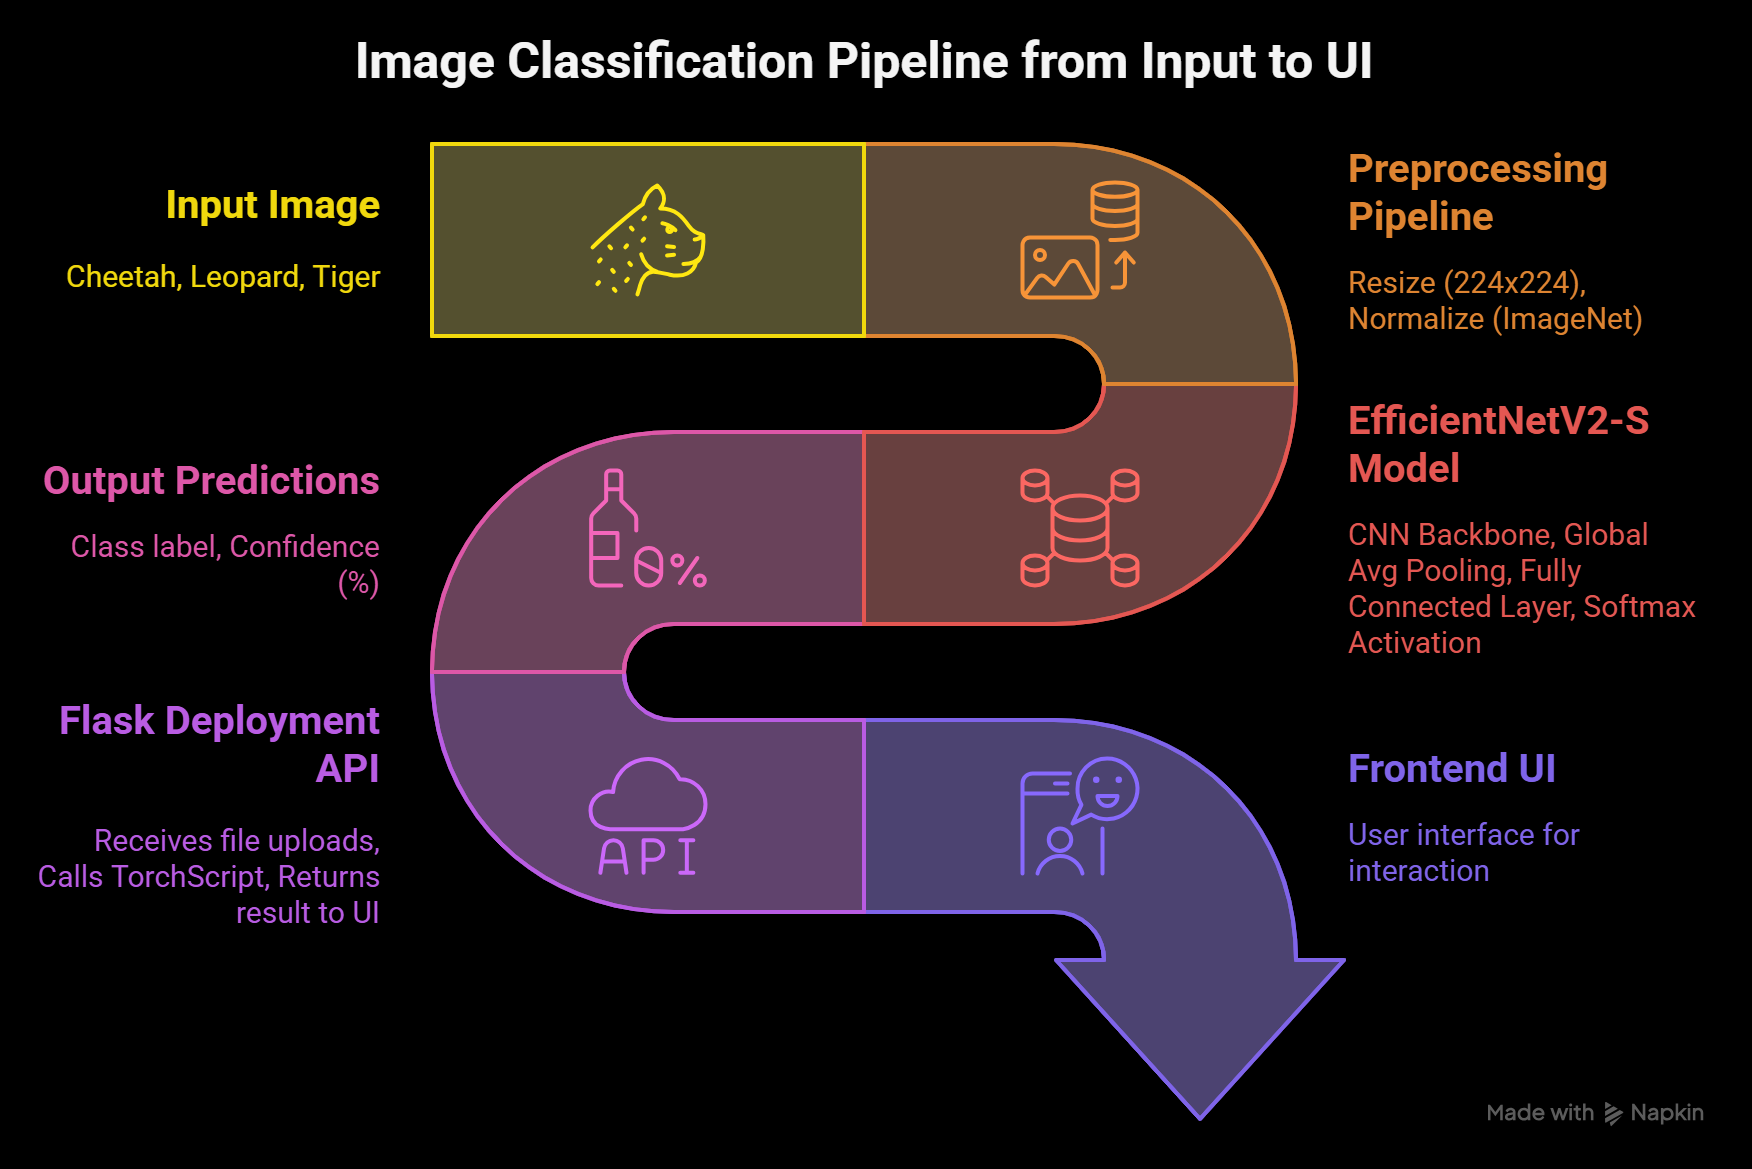 Image Classification Pipeline from Input to UI
Input Image
Cheetah, Leopard, Tiger
Preprocessing
Pipeline
Resize (224x224),
Normalize (ImageNet)
EfficientNetV2-S
Model
CNN Backbone, Global
Avg Pooling, Fully
Connected Layer, Softmax
Activation
Output Predictions
Class label, Confidence
(%)
0%
Flask Deployment
API
Receives file uploads,
Calls TorchScript, Returns
result to UI
API
Frontend UI
User interface for
interaction
Made with Napkin